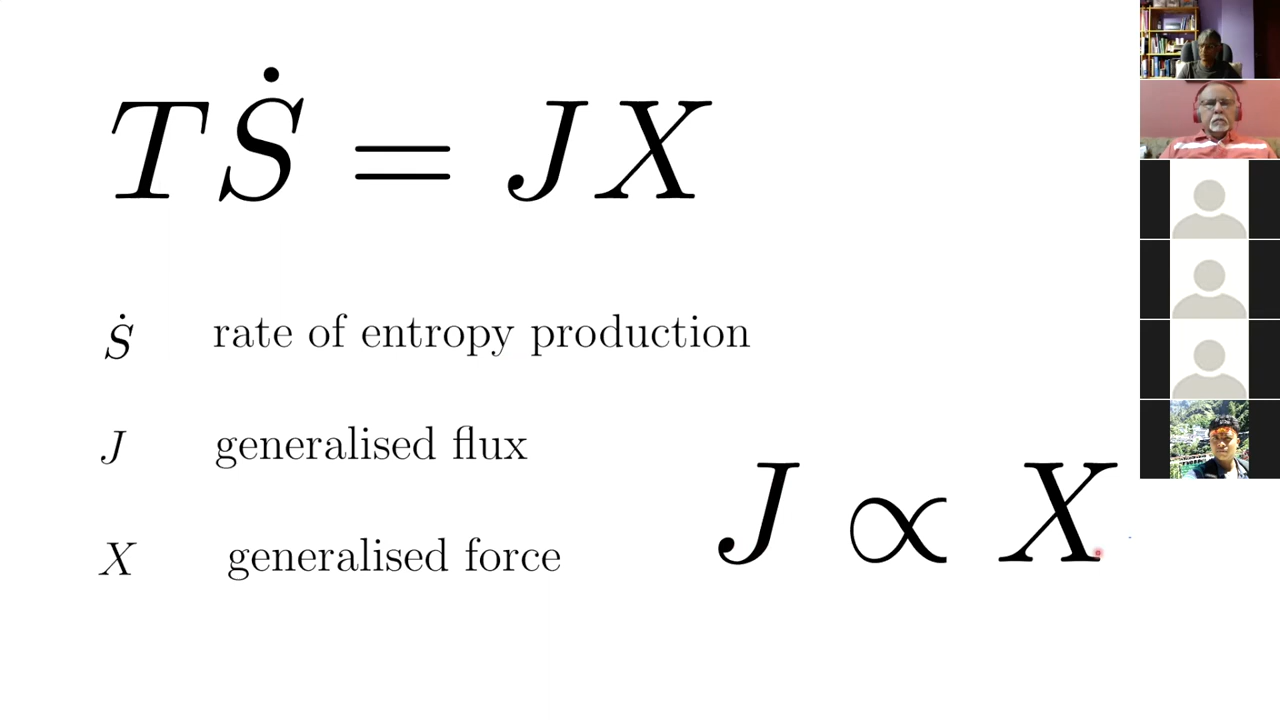 TṠ = JX
Ṡ rate of entropy production
J generalised flux
X generalised force
J ∝ X